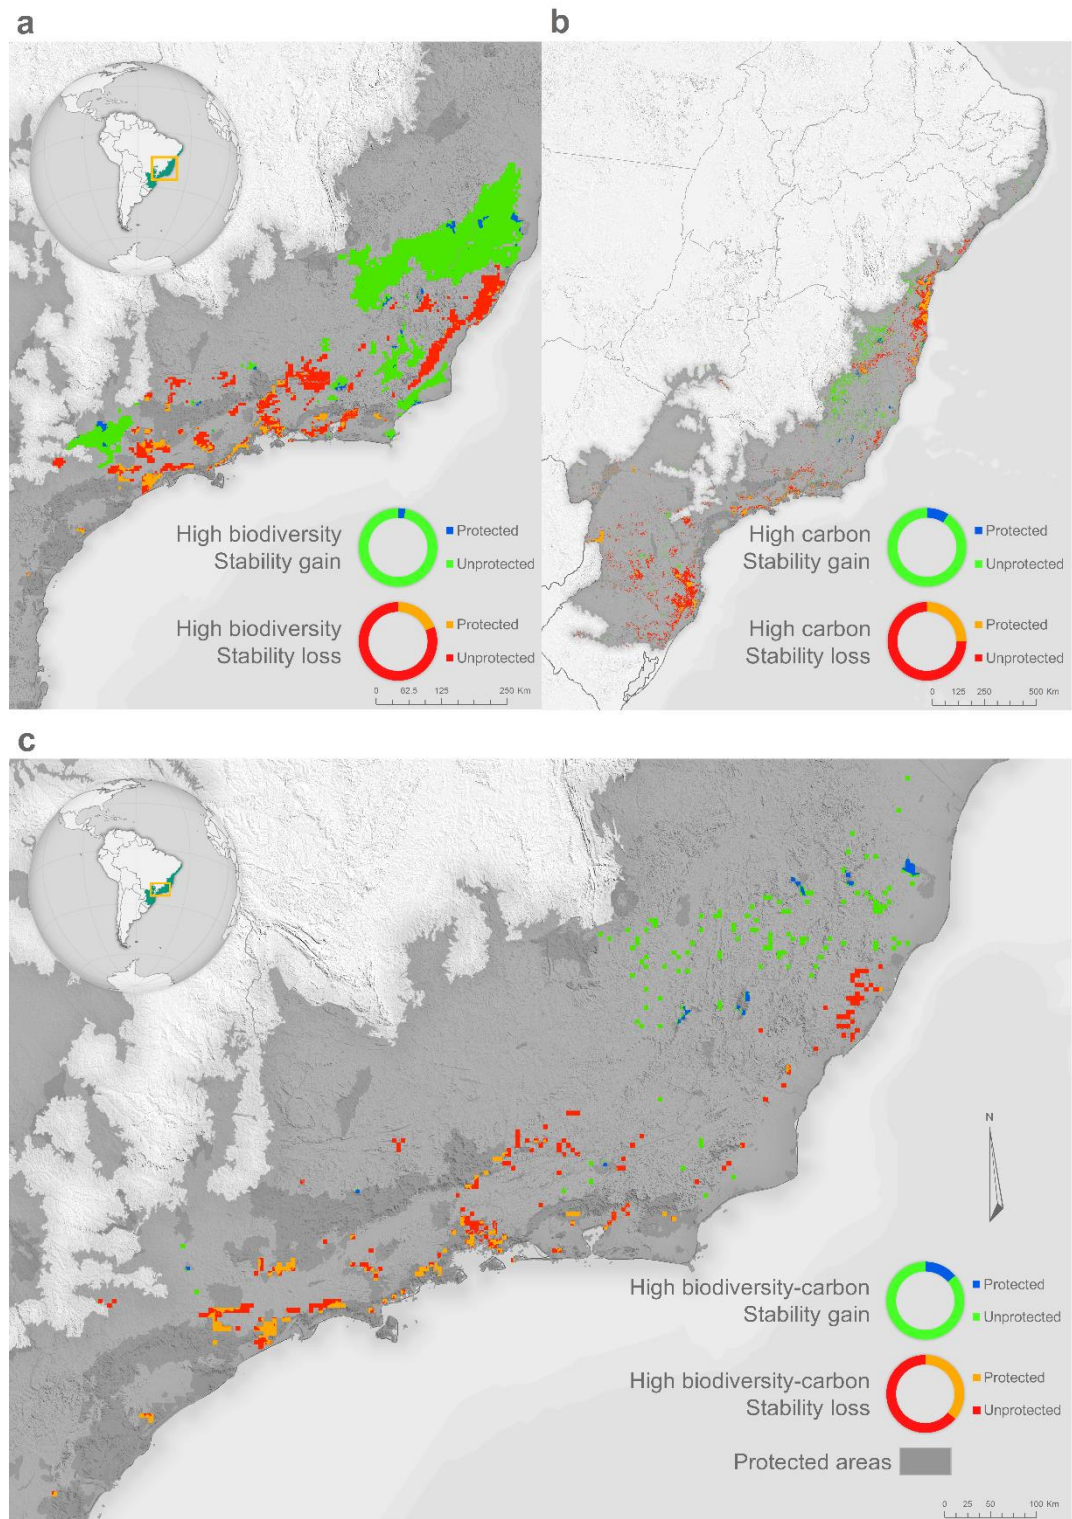 a
b
High biodiversity
Stability gain
Protected
Unprotected
High biodiversity
Stability loss
Protected
Unprotected
0 62.5 125 250 Km
High carbon
Stability gain
Protected
Unprotected
High carbon
Stability loss
Protected
Unprotected
0 125 250 500 Km
c
N
High biodiversity-carbon
Stability gain
Protected
Unprotected
High biodiversity-carbon
Stability loss
Protected
Unprotected
Protected areas
0 25 50 100 Km